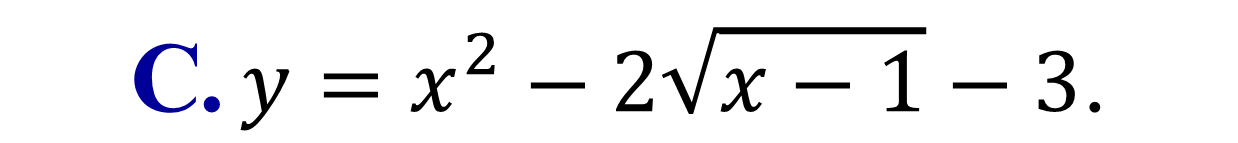 C. y = x² − 2√(x − 1) − 3.